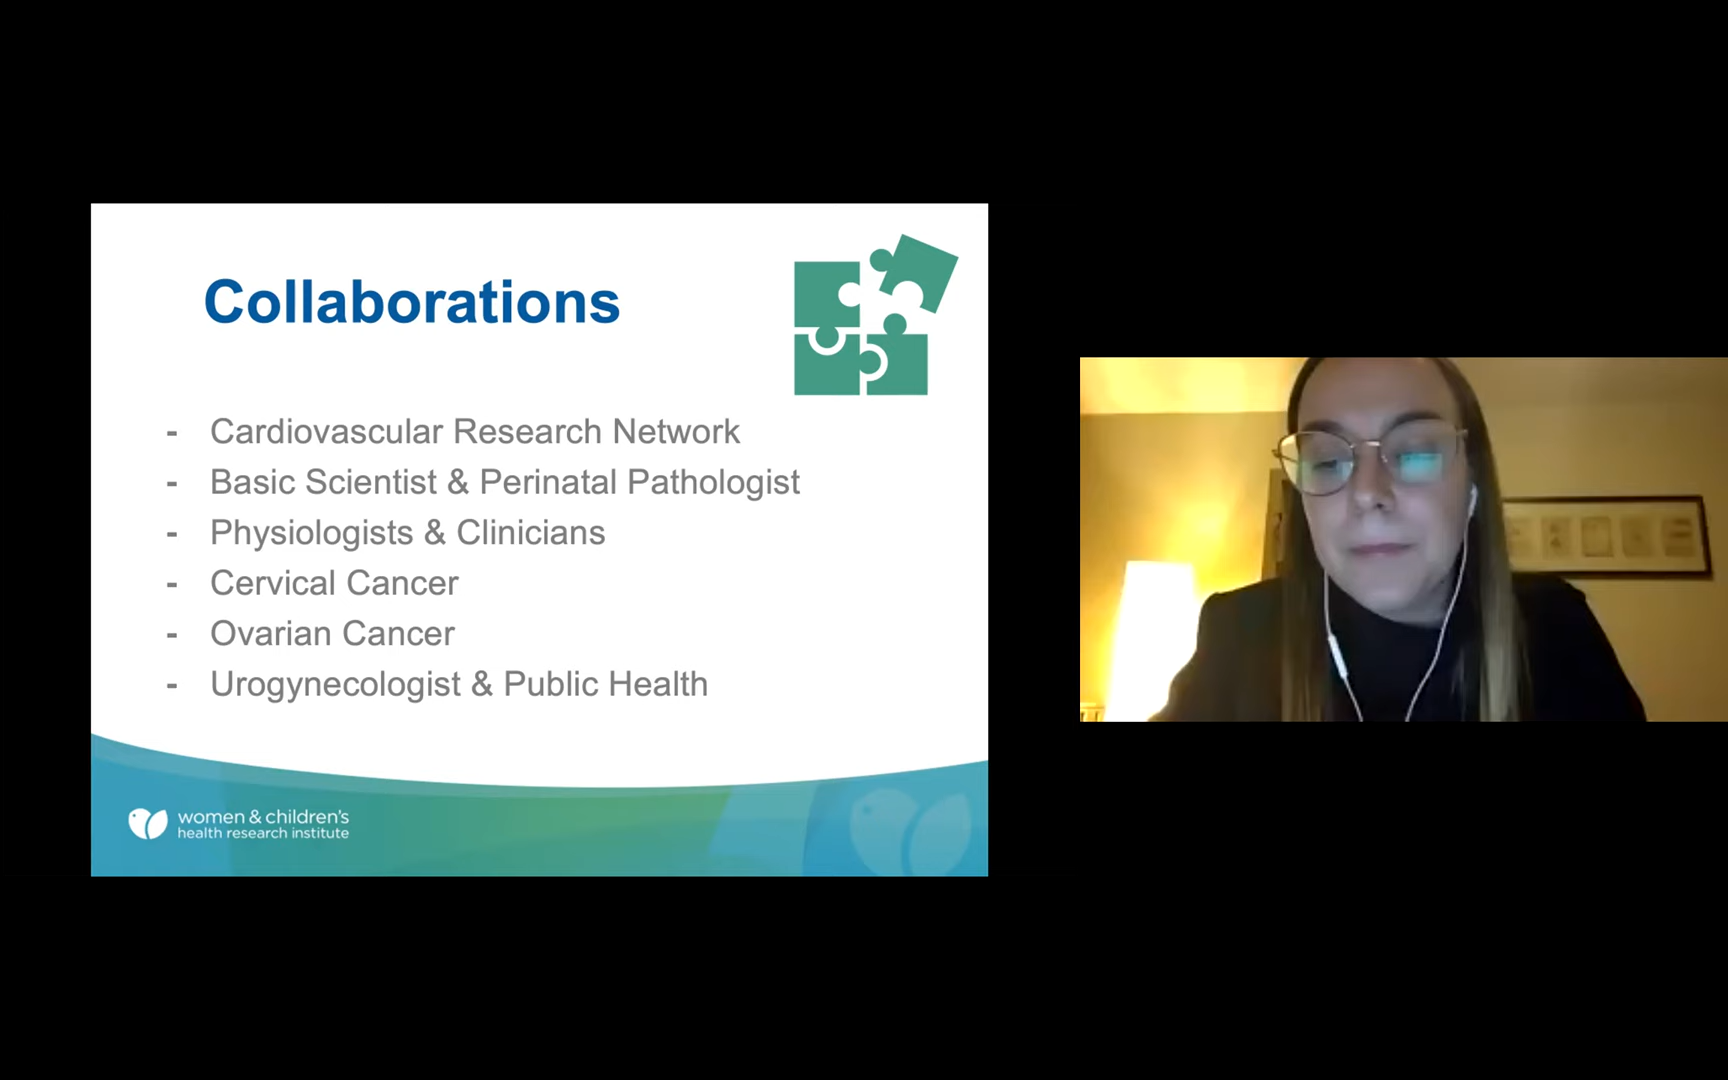 Collaborations
- Cardiovascular Research Network
- Basic Scientist & Perinatal Pathologist
- Physiologists & Clinicians
- Cervical Cancer
- Ovarian Cancer
- Urogynecologist & Public Health
women & children's
health research institute